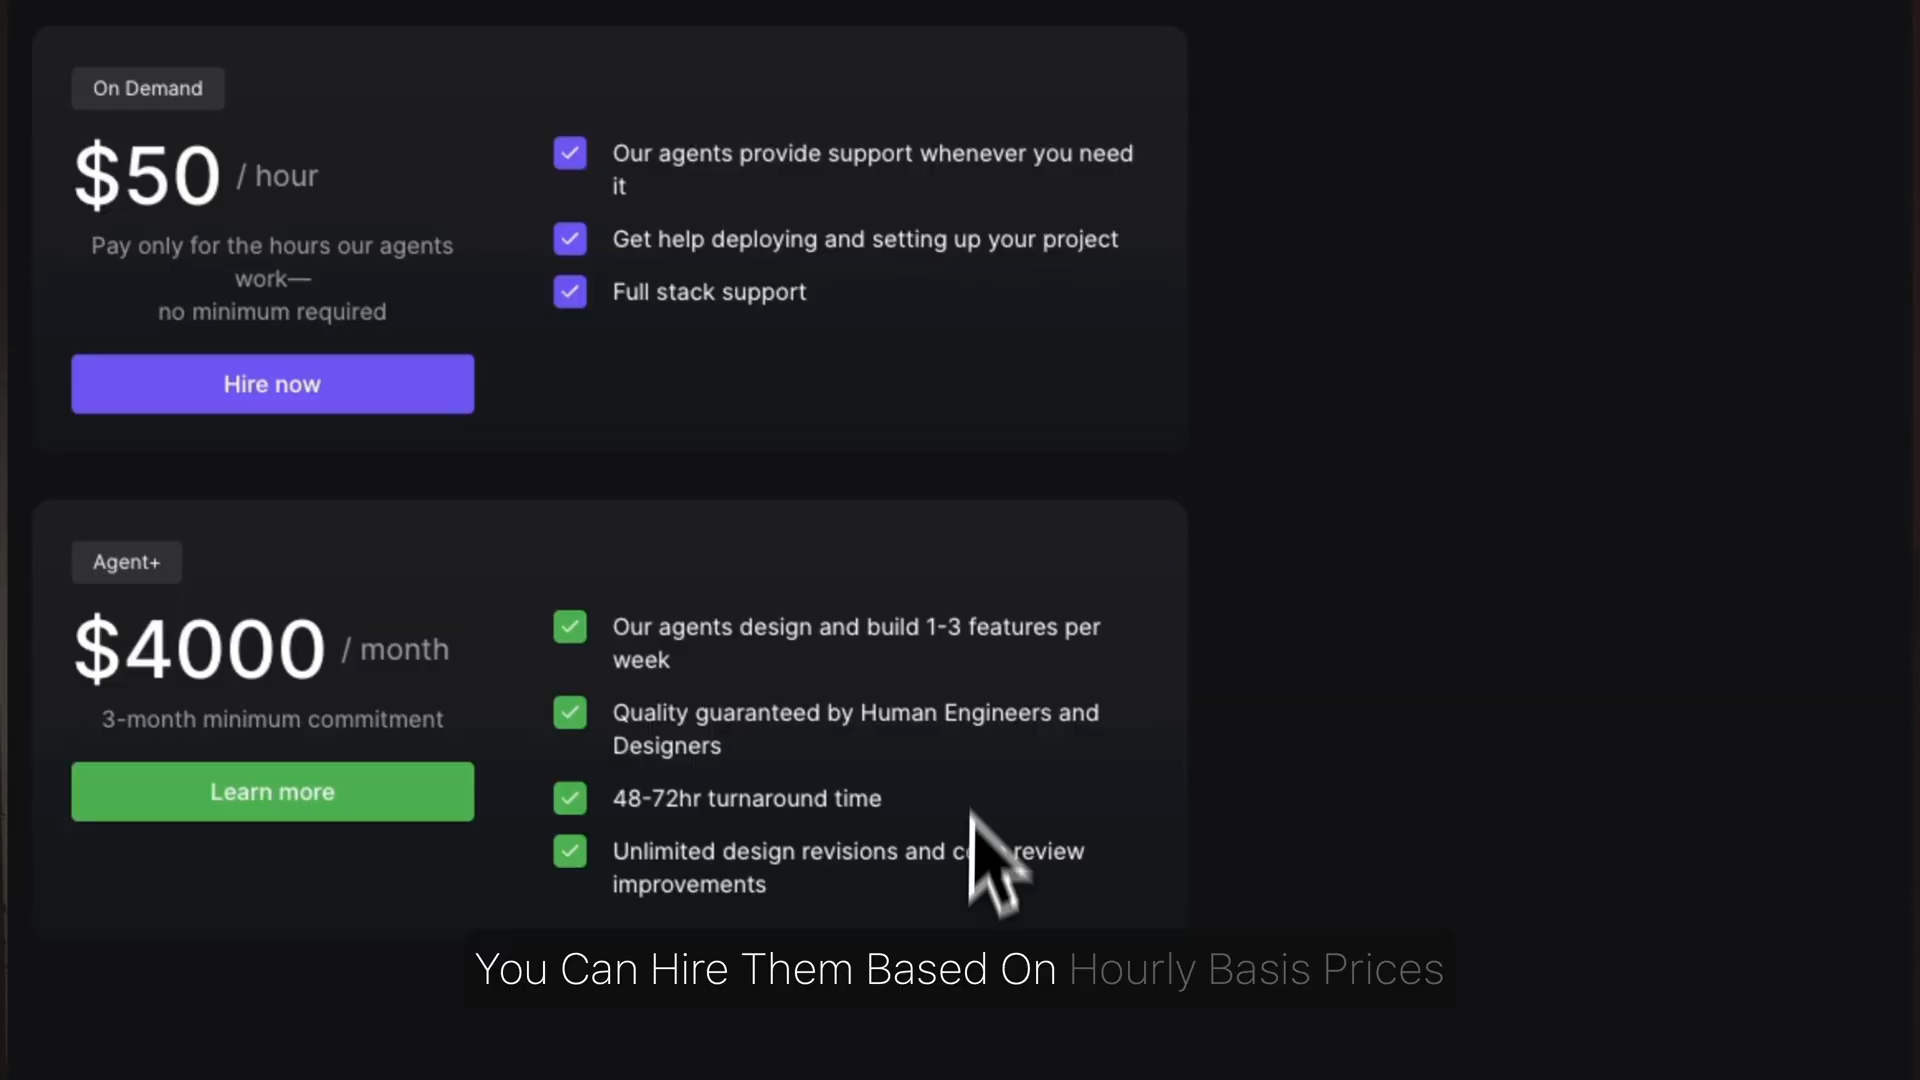 On Demand
$50 / hour
Pay only for the hours our agents
work—
no minimum required
Hire now
Our agents provide support whenever you need
it
Get help deploying and setting up your project
Full stack support
Agent+
$4000 / month
3-month minimum commitment
Learn more
Our agents design and build 1-3 features per
week
Quality guaranteed by Human Engineers and
Designers
48-72hr turnaround time
Unlimited design revisions and review
improvements
You Can Hire Them Based On Hourly Basis Prices